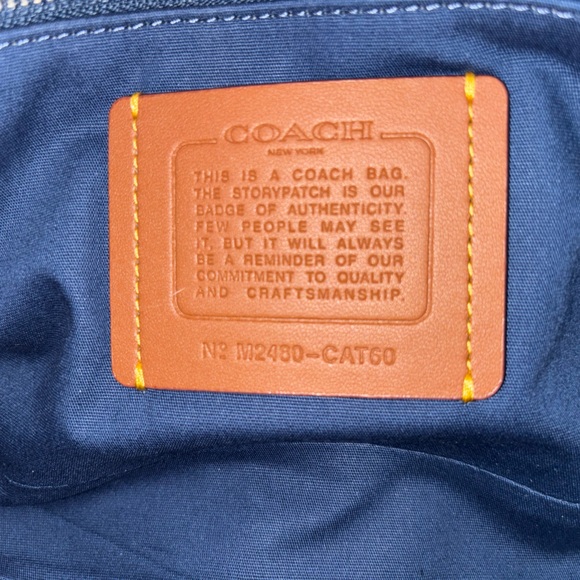 COACH
NEW YORK
THIS IS A COACH BAG.
THE STORYPATCH IS OUR
BADGE OF AUTHENTICITY.
FEW PEOPLE MAY SEE
IT, BUT IT WILL ALWAYS
BE A REMINDER OF OUR
COMMITMENT TO QUALITY
AND CRAFTSMANSHIP.
Nº M2480-CAT60